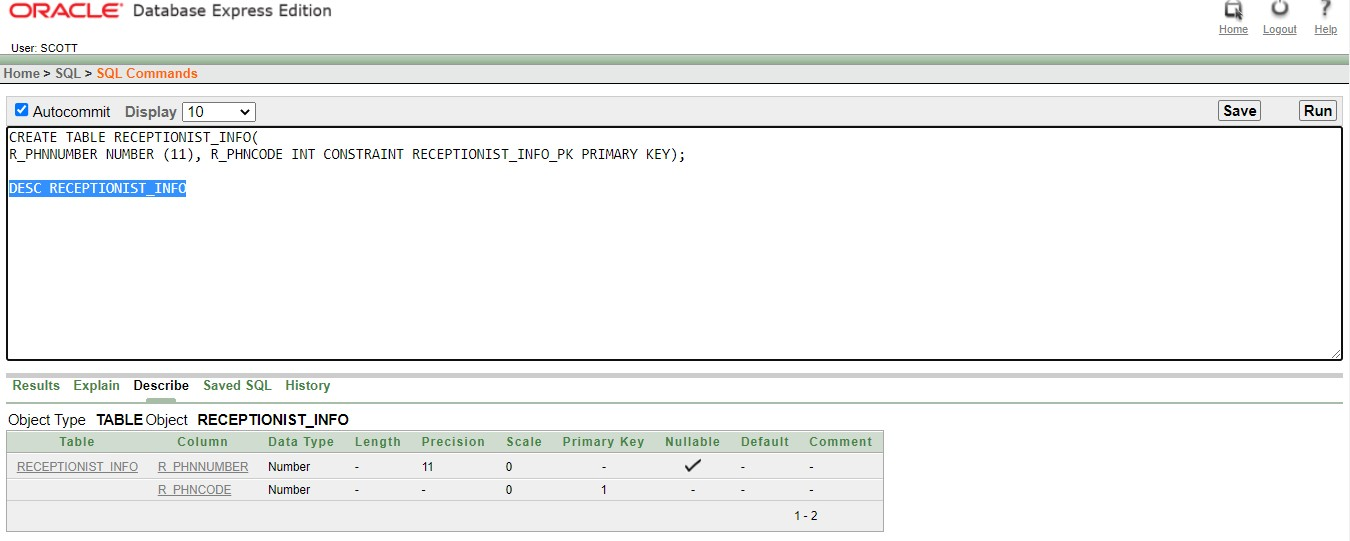 ORACLE® Database Express Edition
Home Logout Help
User: SCOTT
Home > SQL > SQL Commands
Autocommit Display 10 Save Run
CREATE TABLE RECEPTIONIST_INFO(
R_PHNNUMBER NUMBER (11), R_PHNCODE INT CONSTRAINT RECEPTIONIST_INFO_PK PRIMARY KEY);
DESC RECEPTIONIST_INFO
Results Explain Describe Saved SQL History
Object Type TABLE Object RECEPTIONIST_INFO
Table Column Data Type Length Precision Scale Primary Key Nullable Default Comment
RECEPTIONIST_INFO R_PHNNUMBER Number - 11 0 - ✓ - -
R_PHNCODE Number - - 0 1 - - -
1 - 2